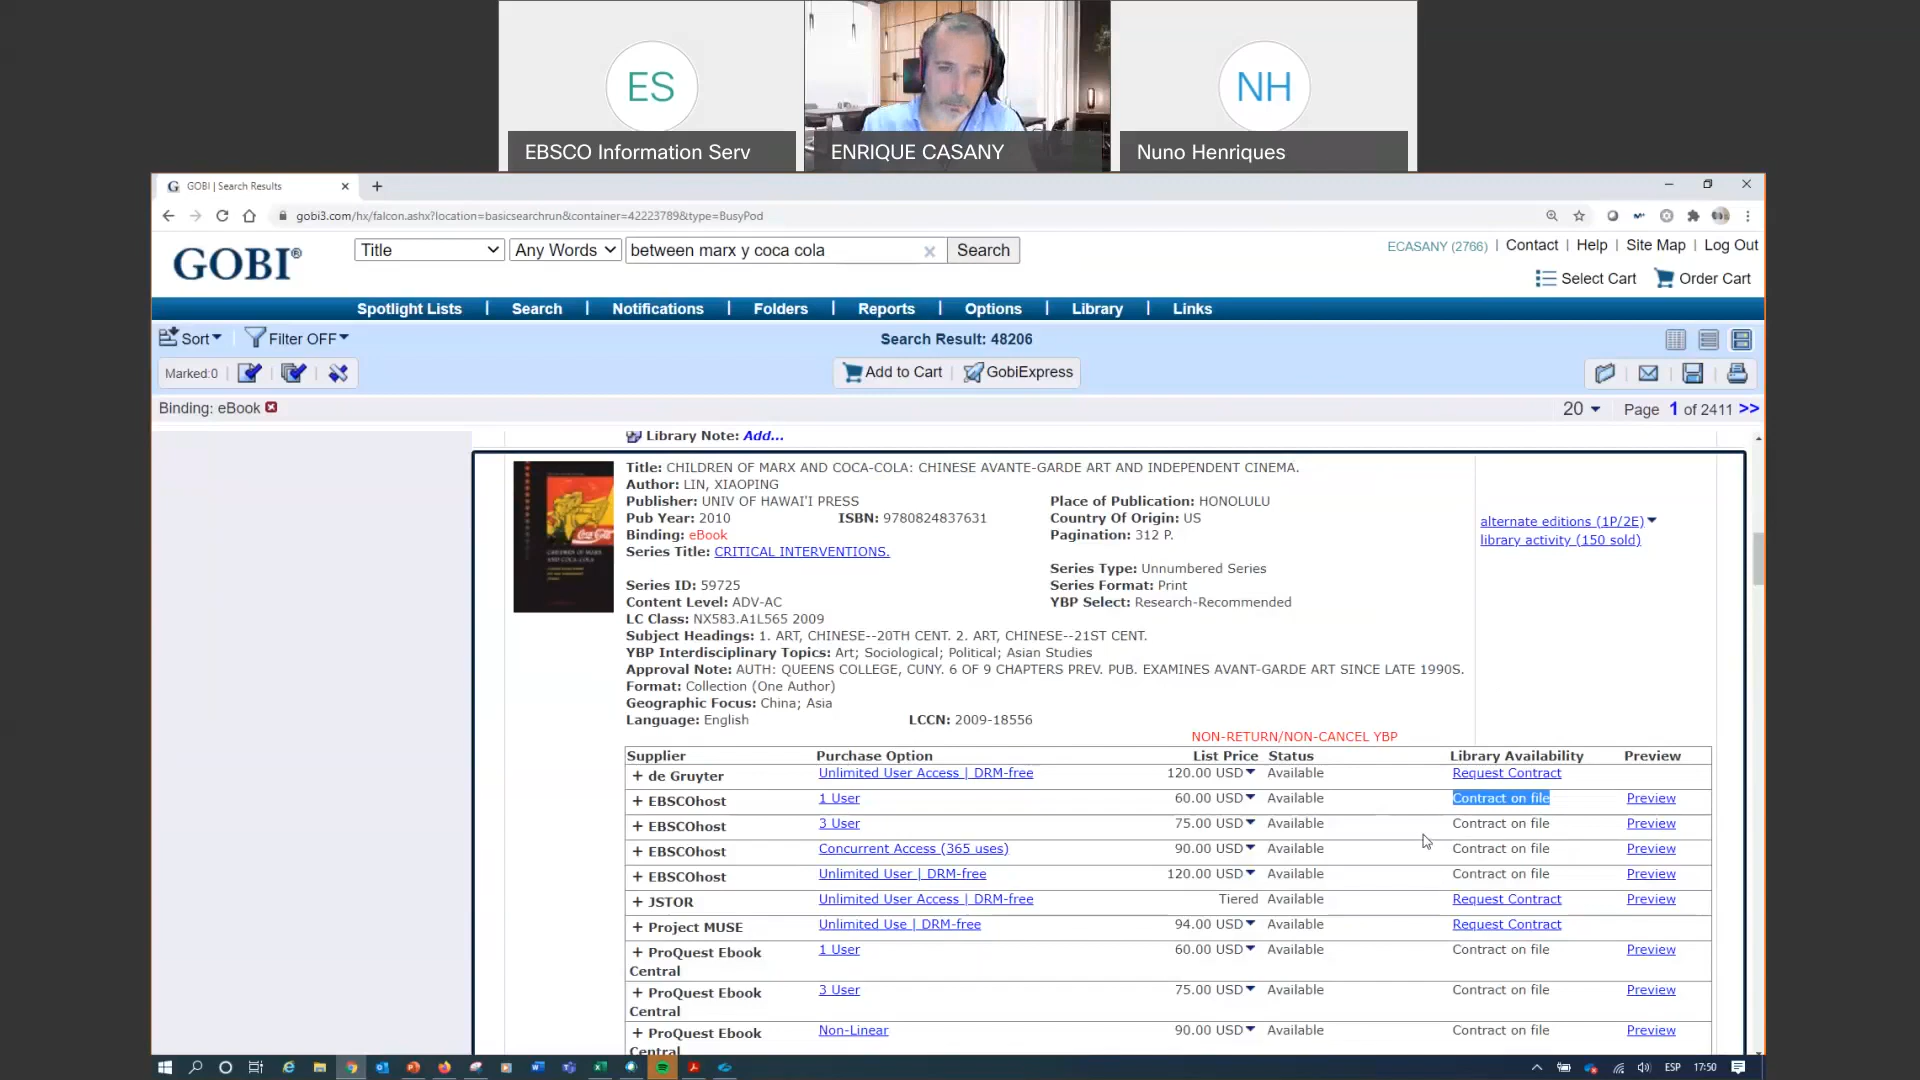 ES
NH
EBSCO Information Serv
ENRIQUE CASANY
Nuno Henriques
G GOBI | Search Results
gobi3.com/hx/falcon.ashx?location=basicsearchrun&container=42223789&type=BusyPod
GOBI®
Title
Any Words
between marx y coca cola
Search
ECASANY (2766) | Contact | Help | Site Map | Log Out
Select Cart
Order Cart
Spotlight Lists | Search | Notifications | Folders | Reports | Options | Library | Links
Sort
Filter OFF
Search Result: 48206
Marked:0
Add to Cart
GobiExpress
Binding: eBook
20
Page 1 of 2411 >>
Library Note: Add...
Title: CHILDREN OF MARX AND COCA-COLA: CHINESE AVANTE-GARDE ART AND INDEPENDENT CINEMA.
Author: LIN, XIAOPING
Publisher: UNIV OF HAWAI'I PRESS Place of Publication: HONOLULU
Pub Year: 2010 ISBN: 9780824837631 Country Of Origin: US
Binding: eBook Pagination: 312 P.
Series Title: CRITICAL INTERVENTIONS.
Series Type: Unnumbered Series
Series ID: 59725 Series Format: Print
Content Level: ADV-AC YBP Select: Research-Recommended
LC Class: NX583.A1L565 2009
Subject Headings: 1. ART, CHINESE--20TH CENT. 2. ART, CHINESE--21ST CENT.
YBP Interdisciplinary Topics: Art; Sociological; Political; Asian Studies
Approval Note: AUTH: QUEENS COLLEGE, CUNY. 6 OF 9 CHAPTERS PREV. PUB. EXAMINES AVANT-GARDE ART SINCE LATE 1990S.
Format: Collection (One Author)
Geographic Focus: China; Asia
Language: English LCCN: 2009-18556
alternate editions (1P/2E)
library activity (150 sold)
NON-RETURN/NON-CANCEL YBP
Supplier Purchase Option List Price Status Library Availability Preview
+ de Gruyter Unlimited User Access | DRM-free 120.00 USD Available Request Contract
+ EBSCOhost 1 User 60.00 USD Available Contract on file Preview
+ EBSCOhost 3 User 75.00 USD Available Contract on file Preview
+ EBSCOhost Concurrent Access (365 uses) 90.00 USD Available Contract on file Preview
+ EBSCOhost Unlimited User | DRM-free 120.00 USD Available Contract on file Preview
+ JSTOR Unlimited User Access | DRM-free Tiered Available Request Contract Preview
+ Project MUSE Unlimited Use | DRM-free 94.00 USD Available Request Contract
+ ProQuest Ebook Central 1 User 60.00 USD Available Contract on file Preview
+ ProQuest Ebook Central 3 User 75.00 USD Available Contract on file Preview
+ ProQuest Ebook Central Non-Linear 90.00 USD Available Contract on file Preview
ESP
17:50